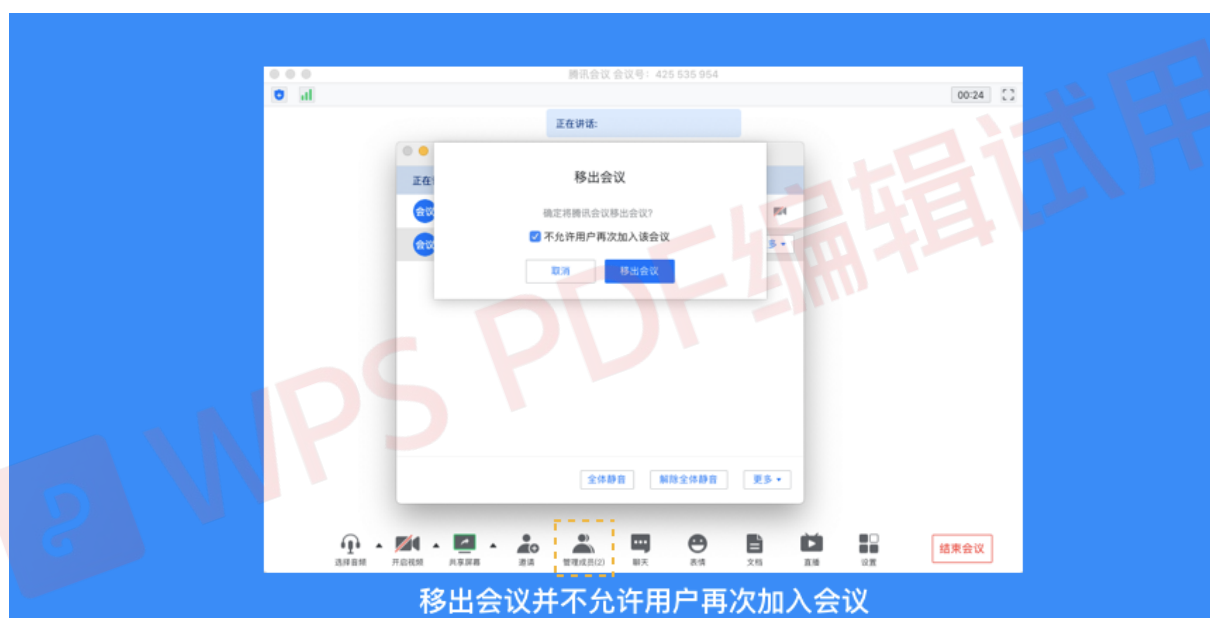 腾讯会议 会议号：425 535 954
00:24
正在讲话:
移出会议
正在
确定将腾讯会议移出会议?
会议
不允许用户再次加入该会议
会议
多
取消
移出会议
WPS PDF编辑试用
全体静音
解除全体静音
更多
选择音频
开启视频
共享屏幕
邀请
管理成员(2)
聊天
表情
文档
直播
设置
结束会议
移出会议并不允许用户再次加入会议